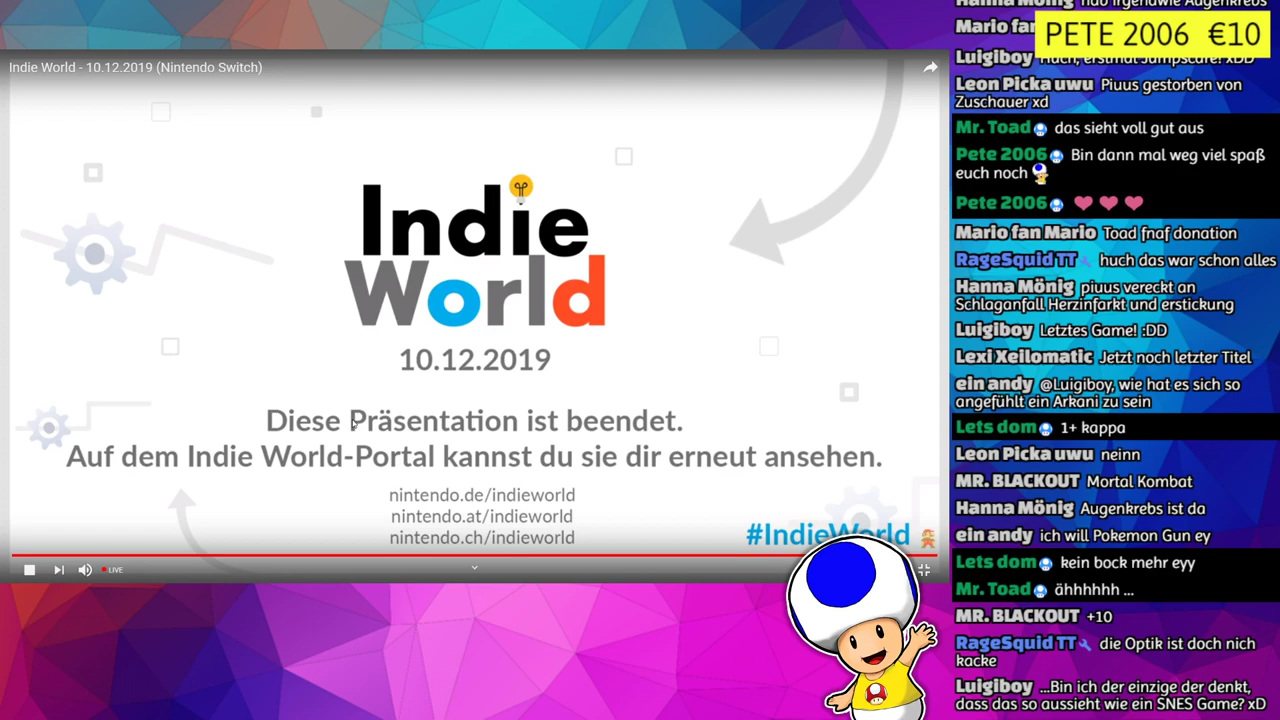 Indie World - 10.12.2019 (Nintendo Switch)
Indie
World
10.12.2019
Diese Präsentation ist beendet.
Auf dem Indie World-Portal kannst du sie dir erneut ansehen.
nintendo.de/indieworld
nintendo.at/indieworld
nintendo.ch/indieworld
#IndieWorld
LIVE
PETE 2006 €10
Mario fan
Luigiboy Huch, erstmal Jumpscare! xDD
Leon Picka uwu Piuus gestorben von
Zuschauer xd
Mr. Toad das sieht voll gut aus
Pete 2006 Bin dann mal weg viel spaß
euch noch
Pete 2006
Mario fan Mario Toad fnaf donation
RageSquid TT huch das war schon alles
Hanna Mönig piuus vereckt an
Schlaganfall Herzinfarkt und erstickung
Luigiboy Letztes Game! :DD
Lexi Xeilomatic Jetzt noch letzter Titel
ein andy @Luigiboy, wie hat es sich so
angefühlt ein Arkani zu sein
Lets dom 1+ kappa
Leon Picka uwu neinn
MR. BLACKOUT Mortal Kombat
Hanna Mönig Augenkrebs ist da
ein andy ich will Pokemon Gun ey
Lets dom kein bock mehr eyy
Mr. Toad ähhhhhh ...
MR. BLACKOUT +10
RageSquid TT die Optik ist doch nich
kacke
Luigiboy ...Bin ich der einzige der denkt,
dass das so aussieht wie ein SNES Game? xD